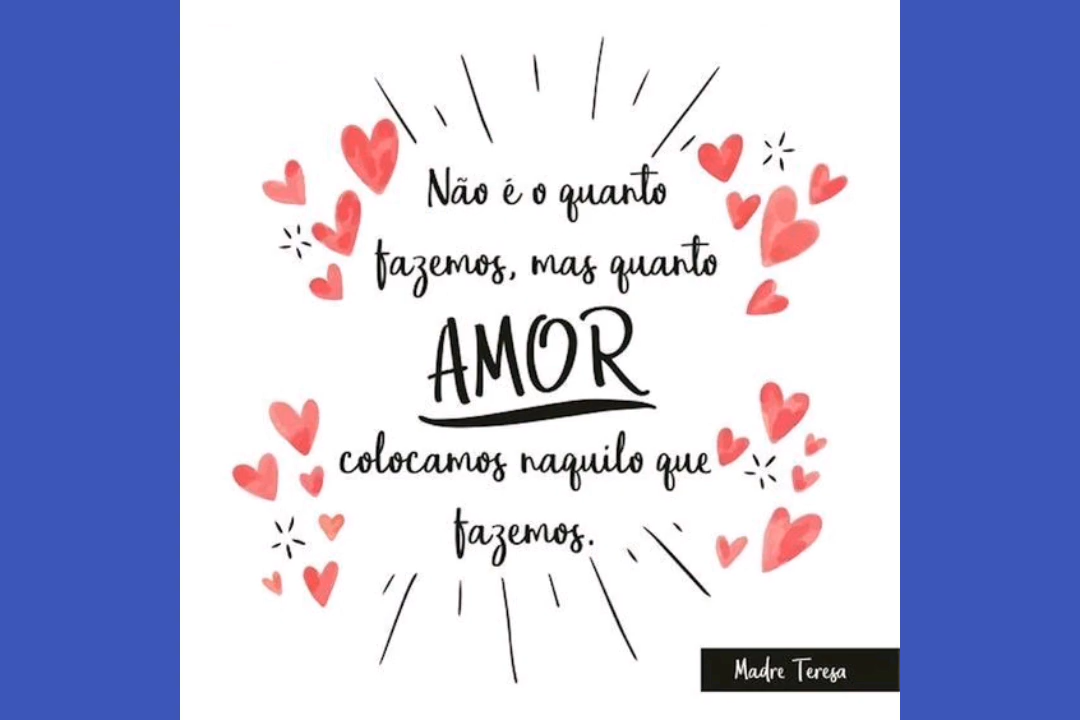 Não é o quanto
fazemos, mas quanto
AMOR
colocamos naquilo que
fazemos.
Madre Teresa